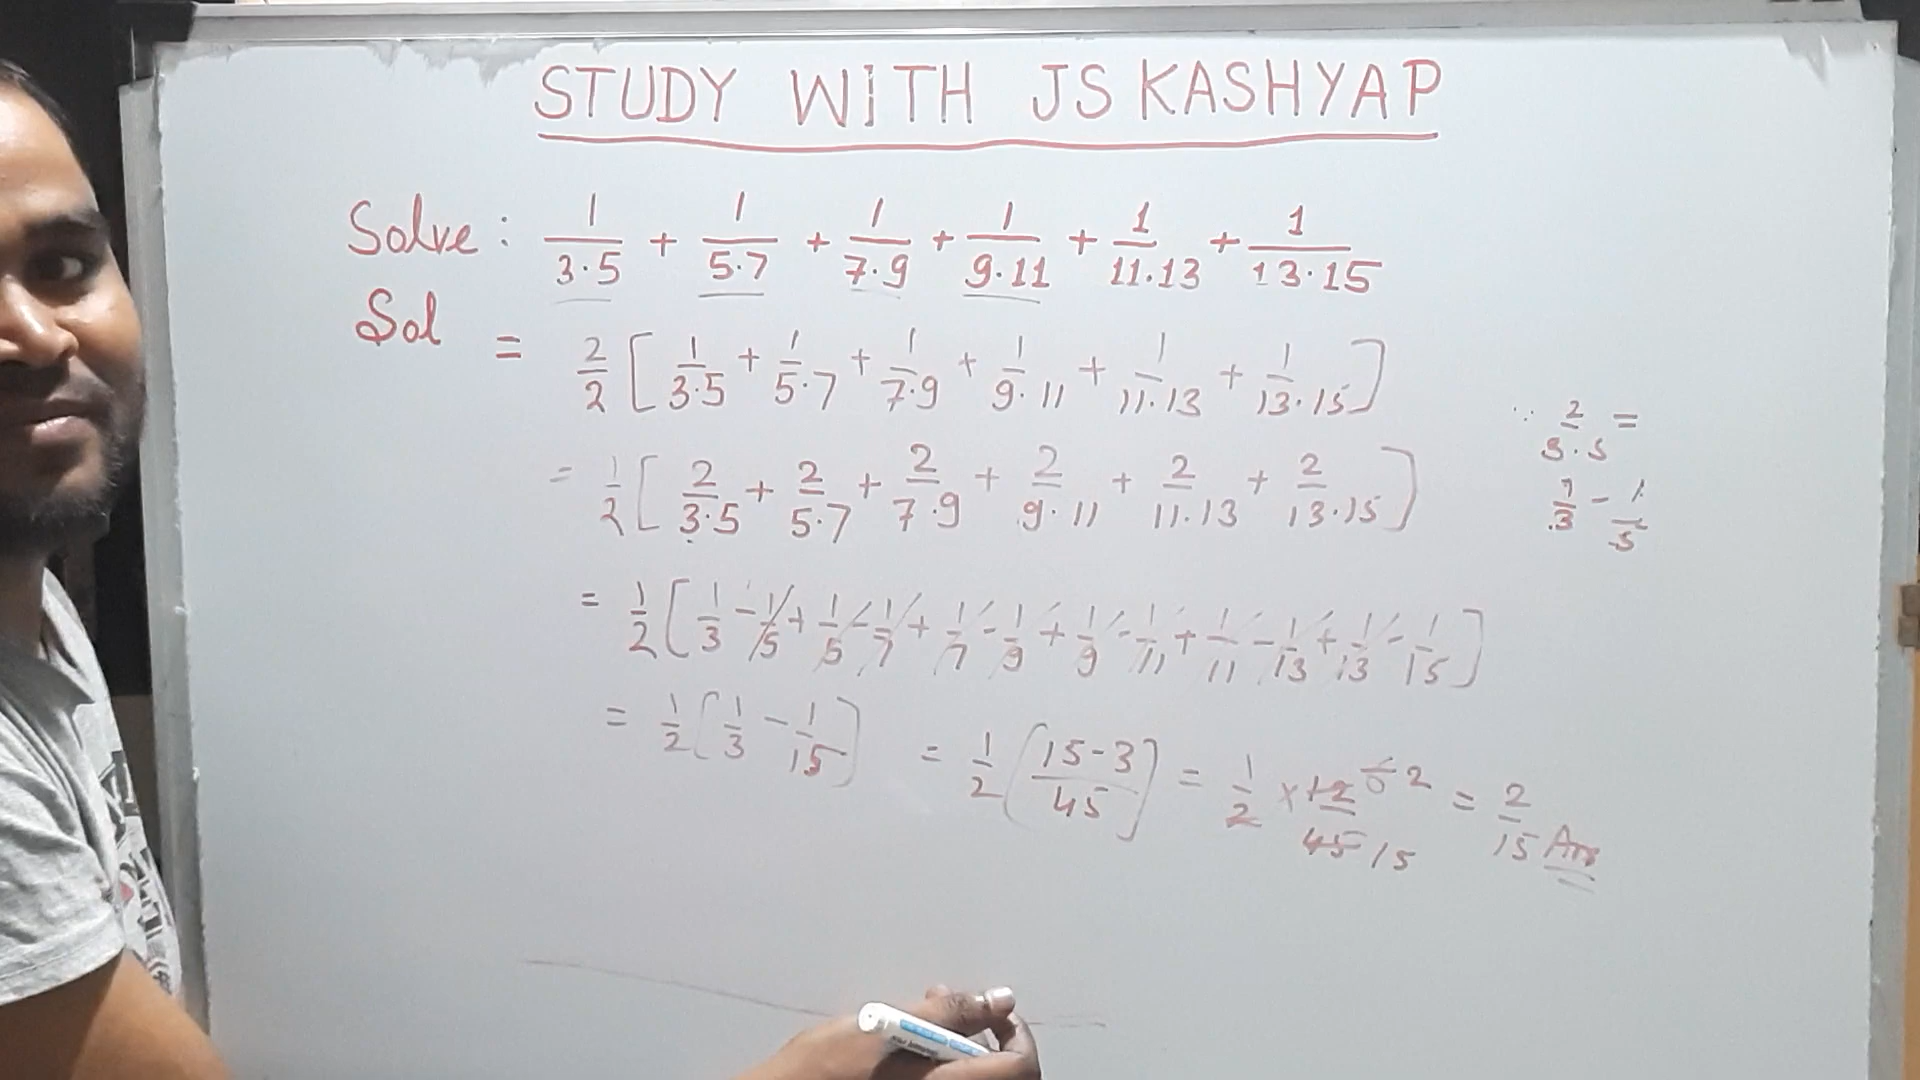 STUDY WITH JS KASHYAP
Solve: 1/3·5 + 1/5·7 + 1/7·9 + 1/9·11 + 1/11·13 + 1/13·15
Sol = 2/2 [1/3·5 + 1/5·7 + 1/7·9 + 1/9·11 + 1/11·13 + 1/13·15]
= 1/2 [2/3·5 + 2/5·7 + 2/7·9 + 2/9·11 + 2/11·13 + 2/13·15]
∵ 2/3·5 =
1/3 - 1/5
= 1/2 [1/3 - 1/5 + 1/5 - 1/7 + 1/7 - 1/9 + 1/9 - 1/11 + 1/11 - 1/13 + 1/13 - 1/15]
= 1/2 [1/3 - 1/15] = 1/2 (15-3/45) = 1/2 × 12/45 2 15 = 2/15 Ans